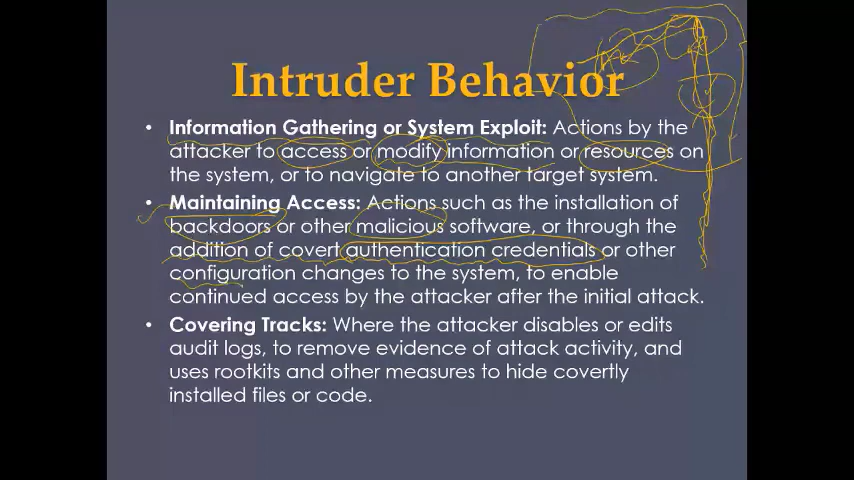 Intruder Behavior
• Information Gathering or System Exploit: Actions by the
attacker to access or modify information or resources on
the system, or to navigate to another target system.
• Maintaining Access: Actions such as the installation of
backdoors or other malicious software, or through the
addition of covert authentication credentials or other
configuration changes to the system, to enable
continued access by the attacker after the initial attack.
• Covering Tracks: Where the attacker disables or edits
audit logs, to remove evidence of attack activity, and
uses rootkits and other measures to hide covertly
installed files or code.